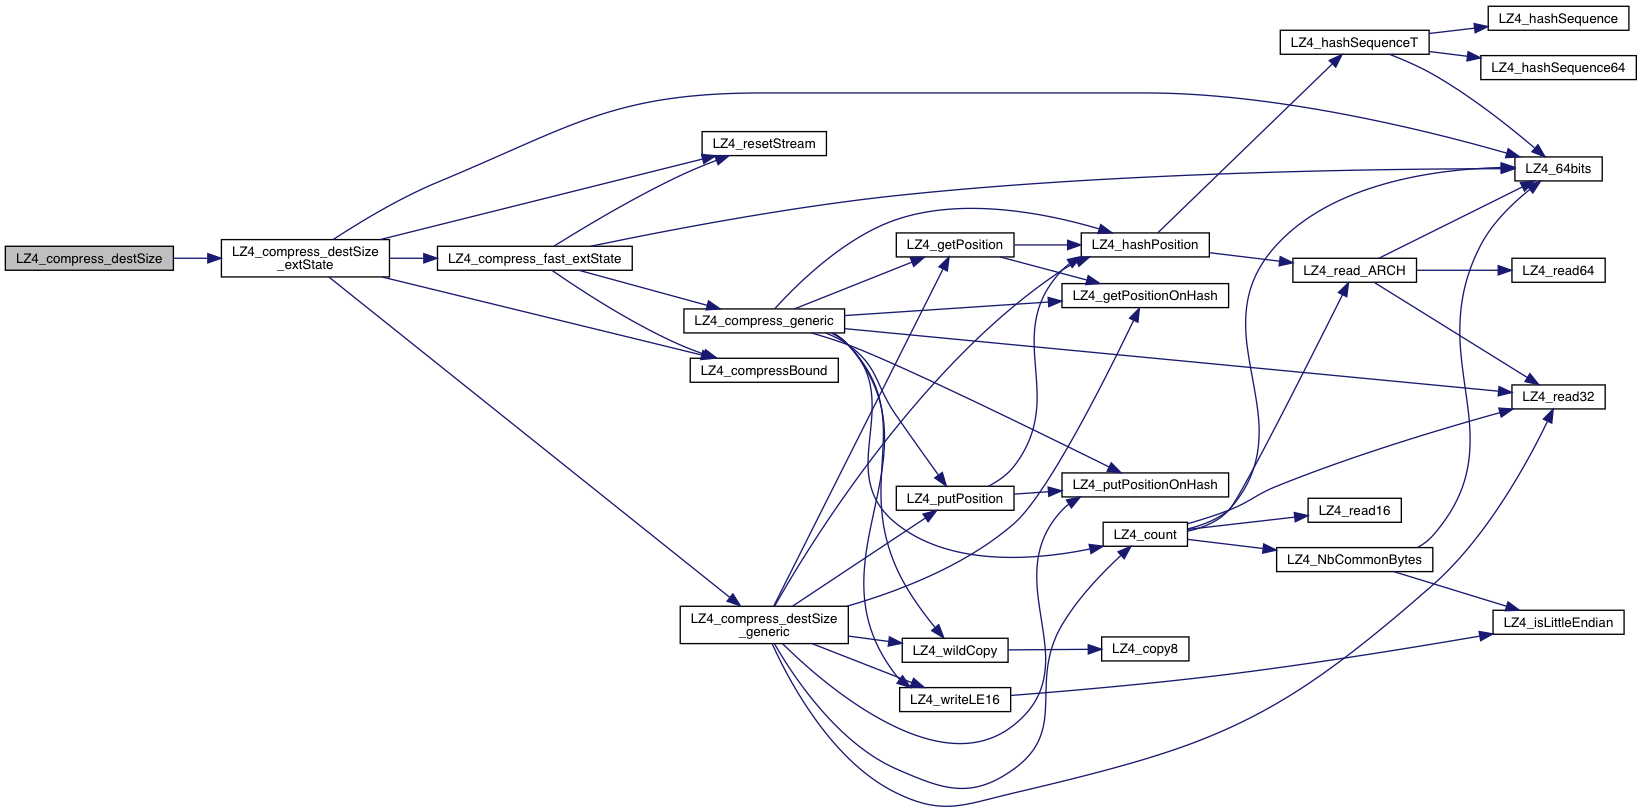 LZ4_hashSequence
LZ4_hashSequenceT
LZ4_hashSequence64
LZ4_resetStream
LZ4_64bits
LZ4_compress_destSize
LZ4_compress_destSize
_extState
LZ4_compress_fast_extState
LZ4_getPosition
LZ4_hashPosition
LZ4_read_ARCH
LZ4_read64
LZ4_getPositionOnHash
LZ4_compress_generic
LZ4_compressBound
LZ4_read32
LZ4_putPosition
LZ4_putPositionOnHash
LZ4_read16
LZ4_count
LZ4_NbCommonBytes
LZ4_compress_destSize
_generic
LZ4_isLittleEndian
LZ4_wildCopy
LZ4_copy8
LZ4_writeLE16